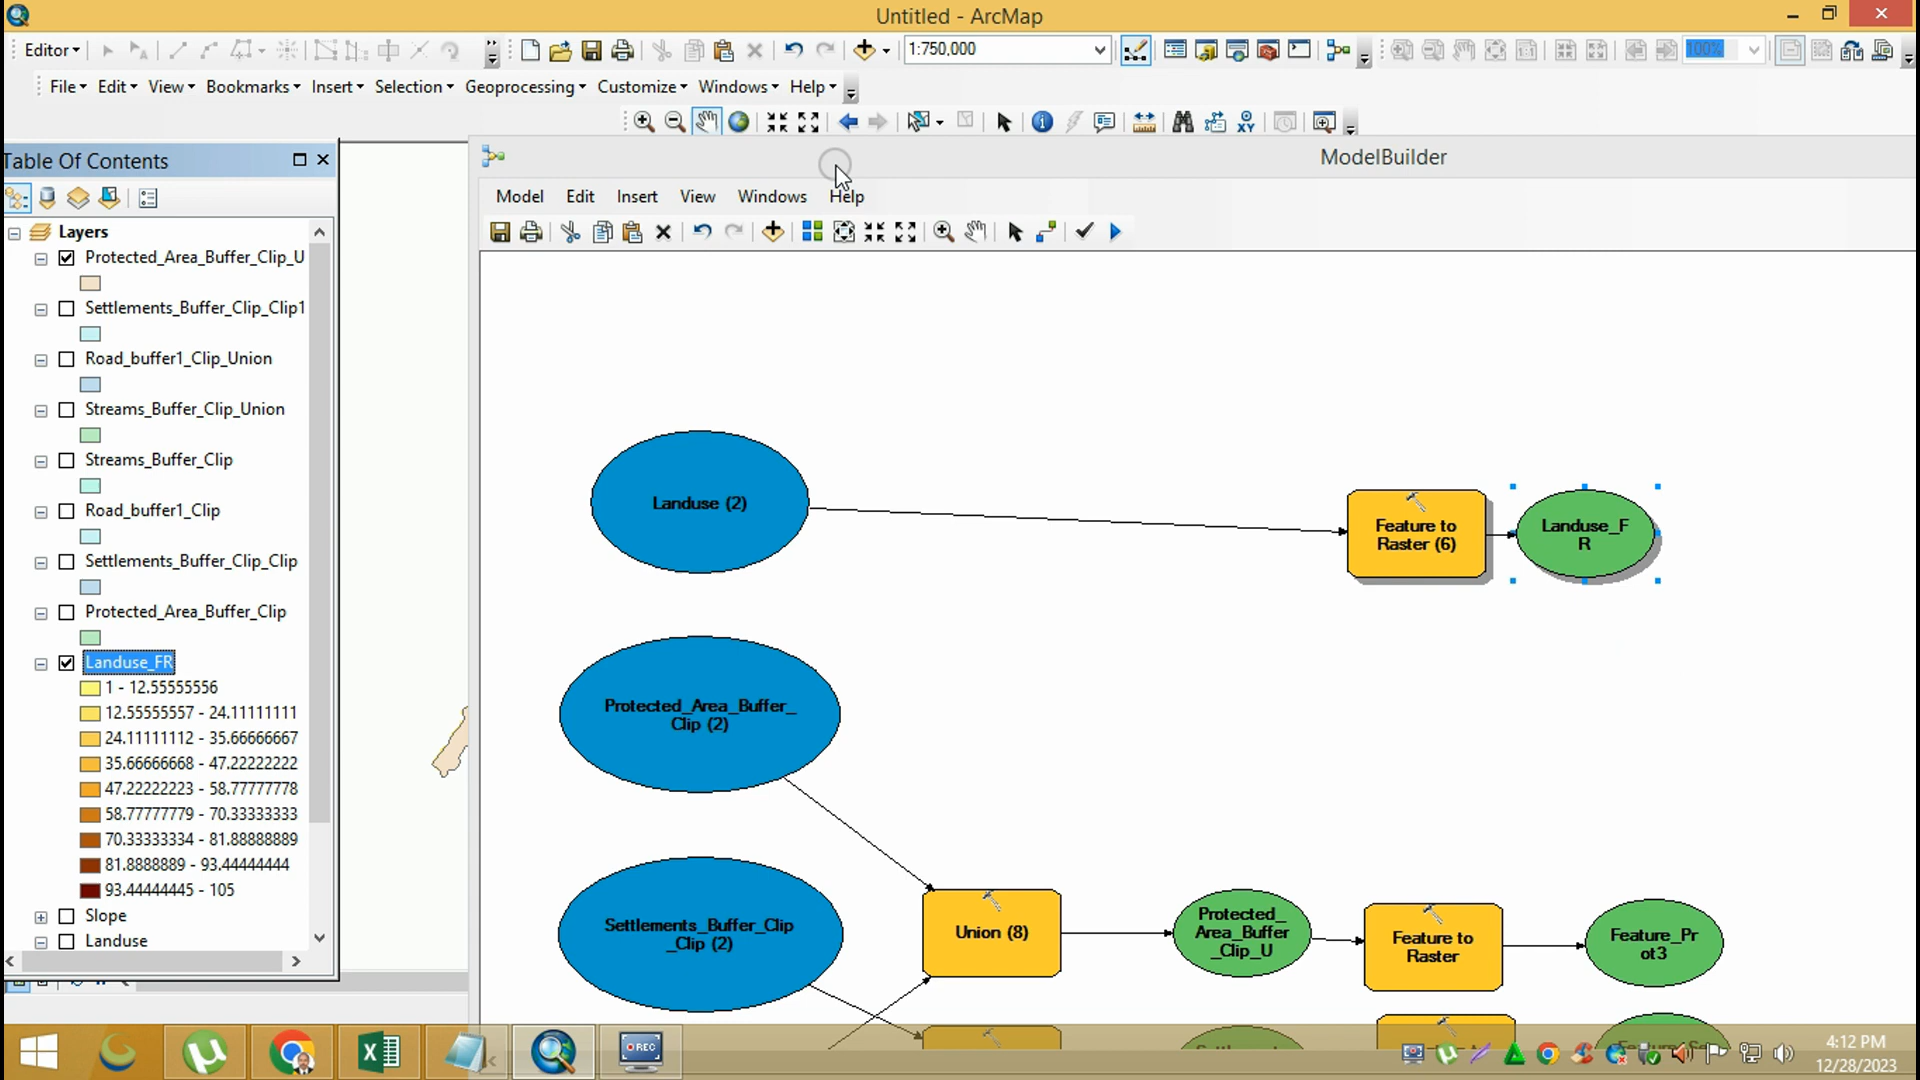 Untitled - ArcMap
Editor
1:750,000
100%
File Edit View Bookmarks Insert Selection Geoprocessing Customize Windows Help
Table Of Contents
ModelBuilder
Model Edit Insert View Windows Help
Layers
Protected_Area_Buffer_Clip_U
Settlements_Buffer_Clip_Clip1
Road_buffer1_Clip_Union
Streams_Buffer_Clip_Union
Streams_Buffer_Clip
Road_buffer1_Clip
Settlements_Buffer_Clip_Clip
Protected_Area_Buffer_Clip
Landuse_FR
1 - 12.55555556
12.55555557 - 24.11111111
24.11111112 - 35.66666667
35.66666668 - 47.22222222
47.22222223 - 58.77777778
58.77777779 - 70.33333333
70.33333334 - 81.88888889
81.8888889 - 93.44444444
93.44444445 - 105
Slope
Landuse
Landuse (2)
Feature to
Raster (6)
Landuse_F
R
Protected_Area_Buffer_
Clip (2)
Settlements_Buffer_Clip
_Clip (2)
Union (8)
Protected_
Area_Buffer
_Clip_U
Feature to
Raster
Feature_Pr
ot3
REC
4:12 PM
12/28/2023